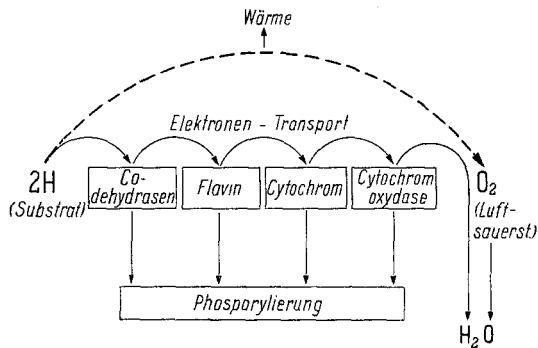 Wärme
Elektronen - Transport
2H
(Substrat)
Co-
dehydrasen
Flavin
Cytochrom
Cytochrom
oxydase
O₂
(Luft-
sauerst)
Phosporylierung
H₂O